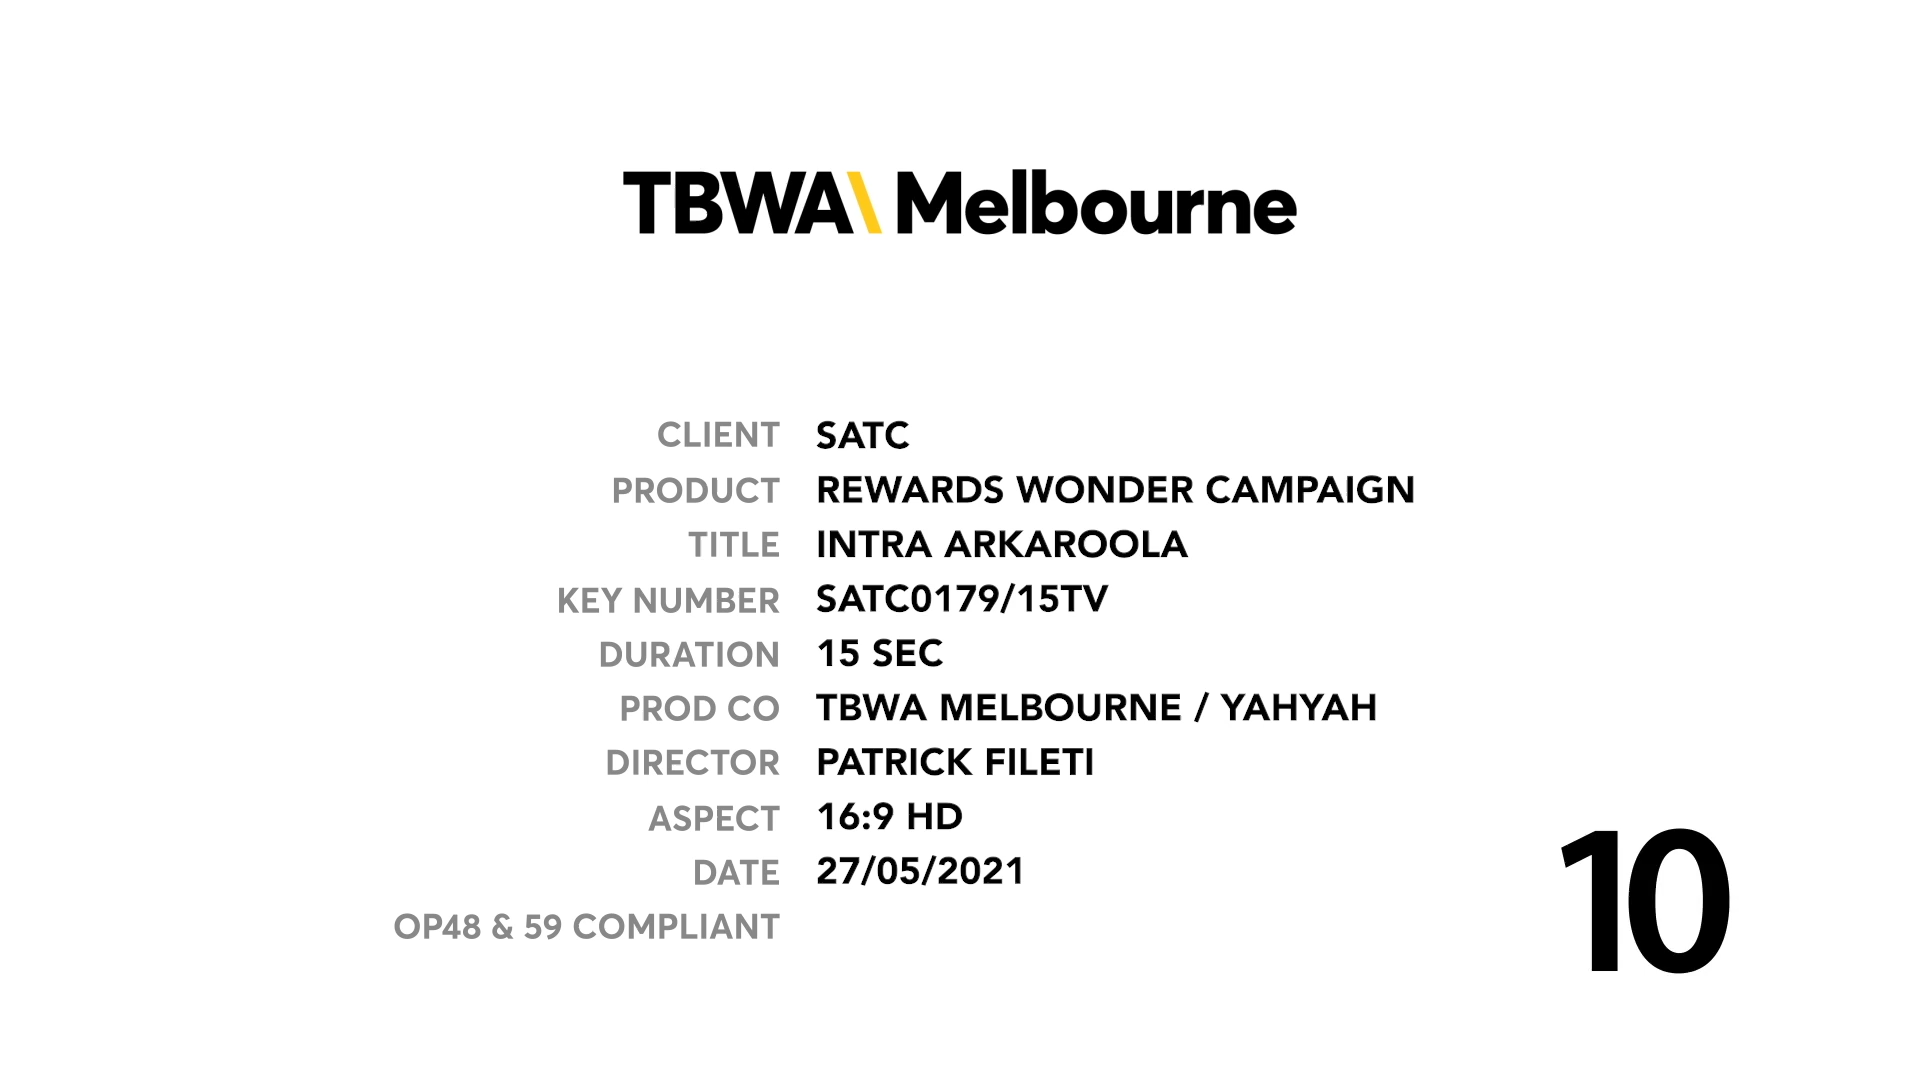 TBWA\ Melbourne
CLIENT SATC
PRODUCT REWARDS WONDER CAMPAIGN
TITLE INTRA ARKAROOLA
KEY NUMBER SATC0179/15TV
DURATION 15 SEC
PROD CO TBWA MELBOURNE / YAHYAH
DIRECTOR PATRICK FILETI
ASPECT 16:9 HD
DATE 27/05/2021
OP48 & 59 COMPLIANT
10